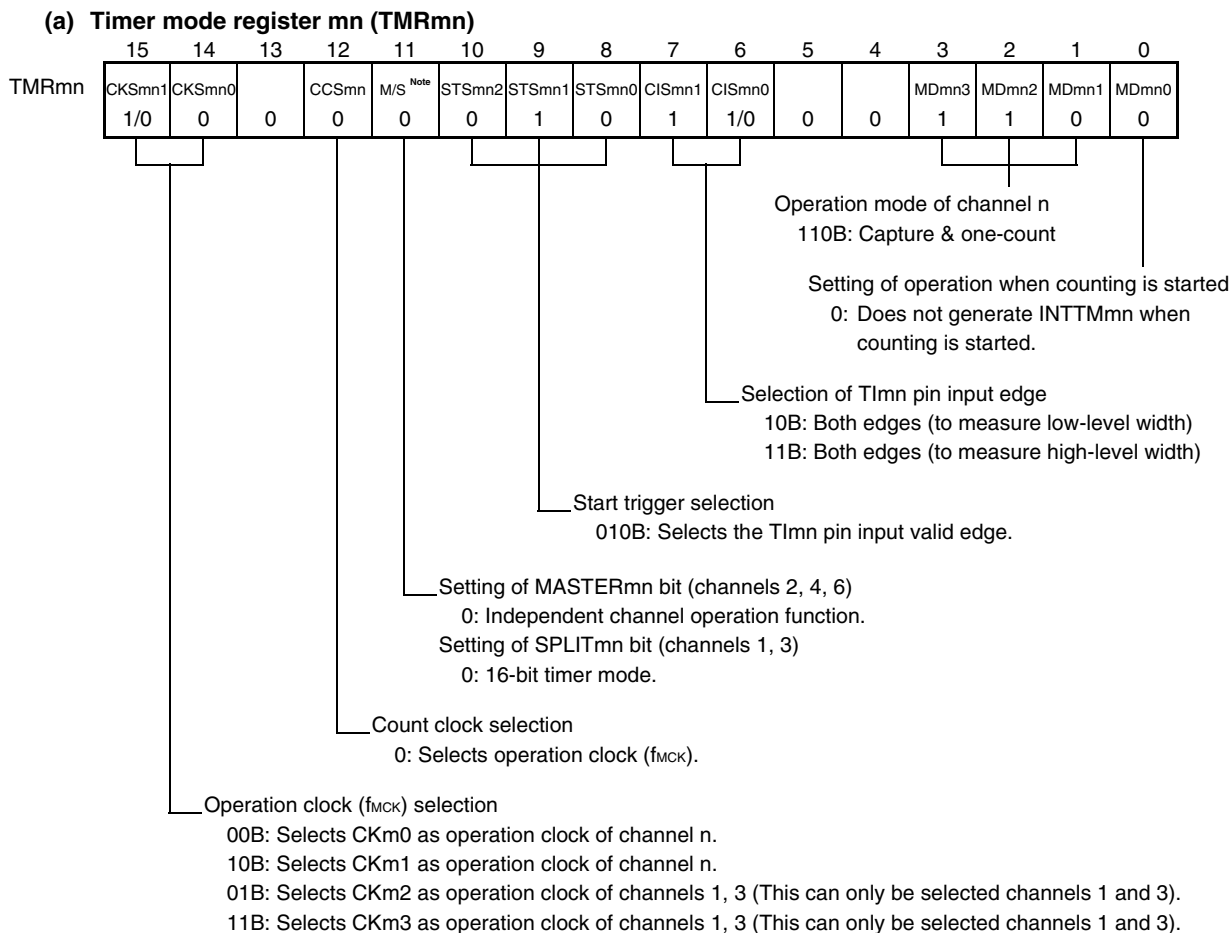 (a) Timer mode register mn (TMRmn)
15 14 13 12 11 10 9 8 7 6 5 4 3 2 1 0
TMRmn CKSmn1 CKSmn0 CCSmn M/S Note STSmn2 STSmn1 STSmn0 CISmn1 CISmn0 MDmn3 MDmn2 MDmn1 MDmn0
1/0 0 0 0 0 0 1 0 1 1/0 0 0 1 1 0 0
Operation mode of channel n
110B: Capture & one-count
Setting of operation when counting is started
0: Does not generate INTTMmn when
counting is started.
Selection of TImn pin input edge
10B: Both edges (to measure low-level width)
11B: Both edges (to measure high-level width)
Start trigger selection
010B: Selects the TImn pin input valid edge.
Setting of MASTERmn bit (channels 2, 4, 6)
0: Independent channel operation function.
Setting of SPLITmn bit (channels 1, 3)
0: 16-bit timer mode.
Count clock selection
0: Selects operation clock (fMCK).
Operation clock (fMCK) selection
00B: Selects CKm0 as operation clock of channel n.
10B: Selects CKm1 as operation clock of channel n.
01B: Selects CKm2 as operation clock of channels 1, 3 (This can only be selected channels 1 and 3).
11B: Selects CKm3 as operation clock of channels 1, 3 (This can only be selected channels 1 and 3).